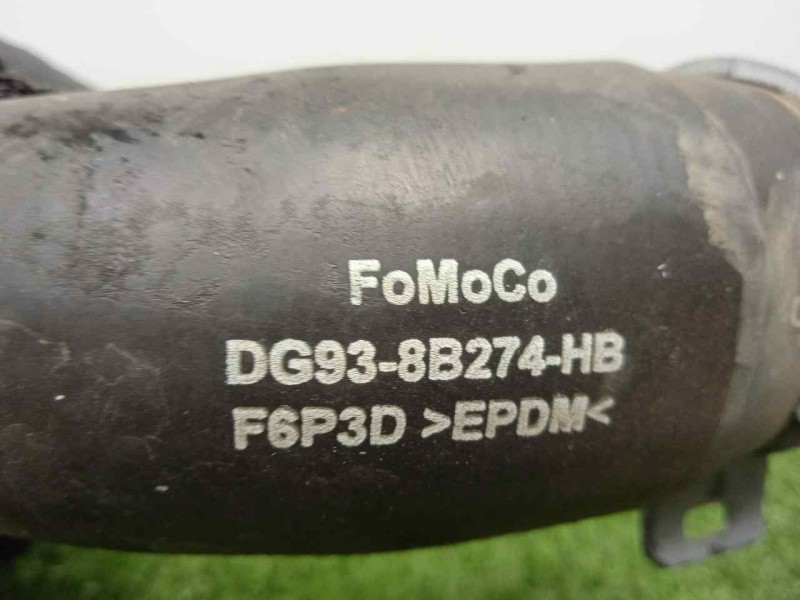 FoMoCo
DG93-8B274-HB
F6P3D >EPDM<